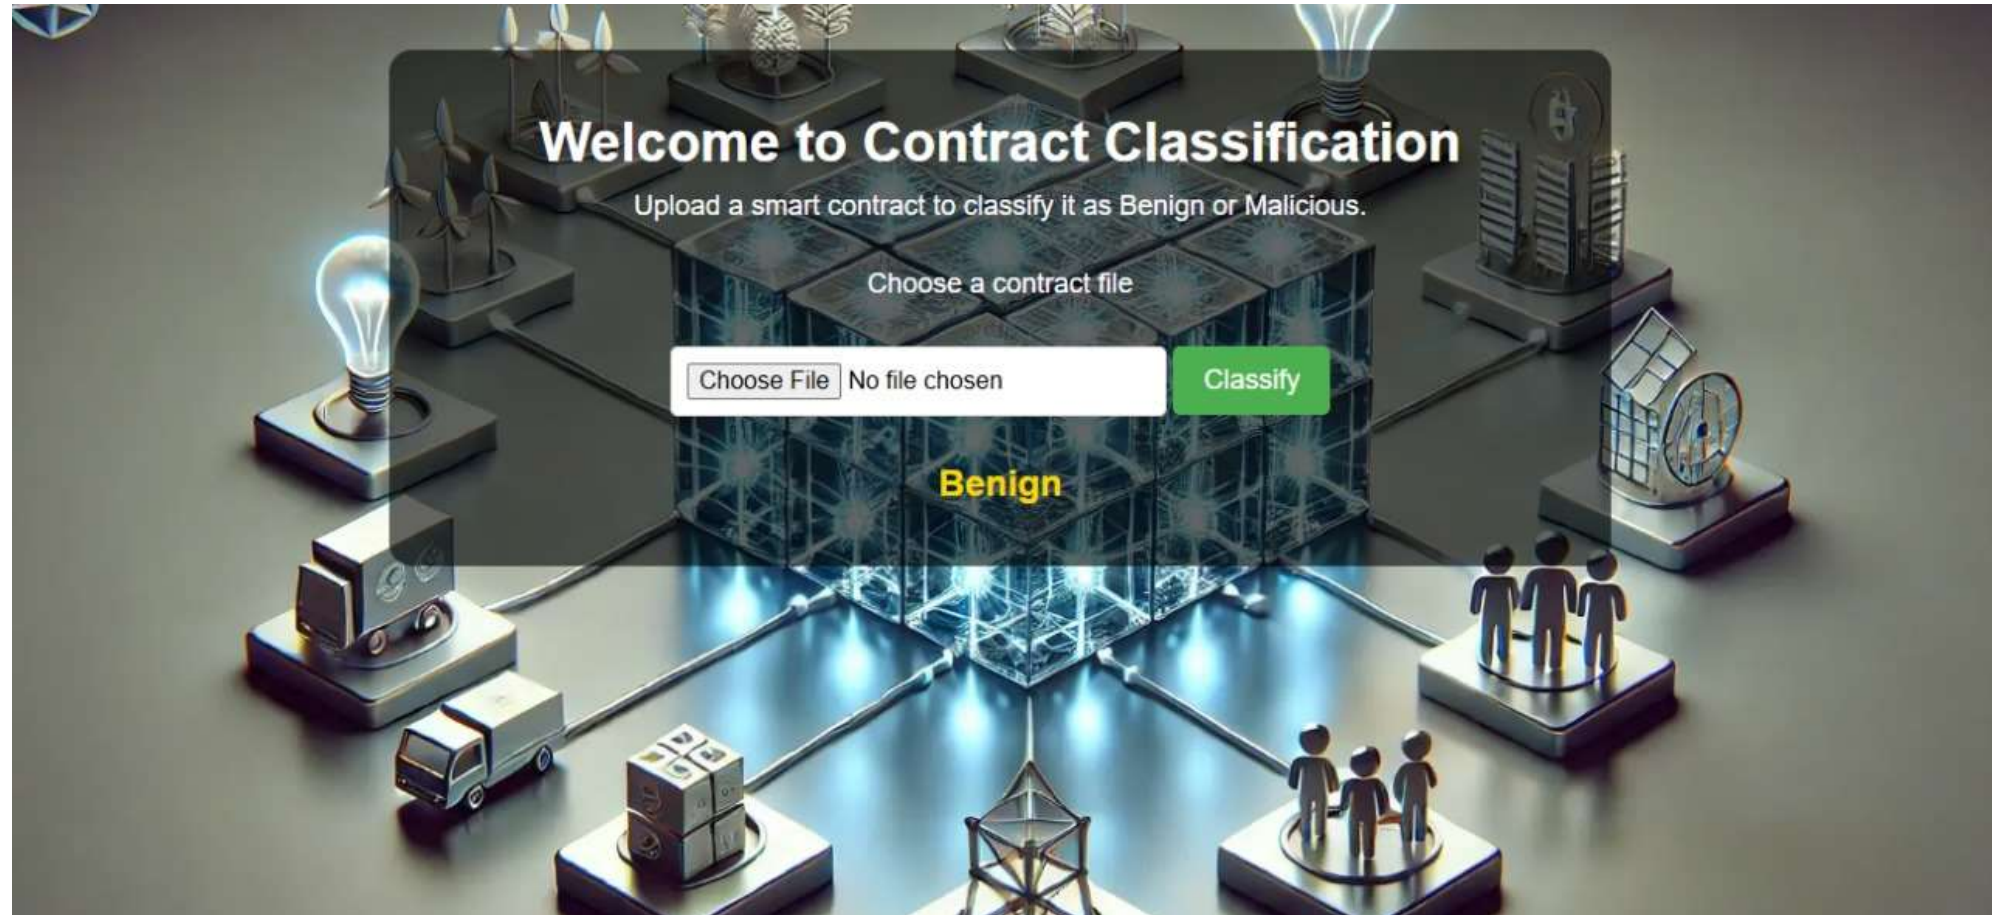 Welcome to Contract Classification
Upload a smart contract to classify it as Benign or Malicious.
Choose a contract file
Choose File No file chosen
Classify
Benign